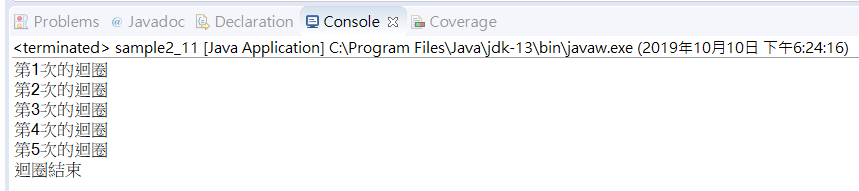 Problems @ Javadoc Declaration Console Coverage
<terminated> sample2_11 [Java Application] C:\Program Files\Java\jdk-13\bin\javaw.exe (2019年10月10日 下午6:24:16)
第1次的迴圈
第2次的迴圈
第3次的迴圈
第4次的迴圈
第5次的迴圈
迴圈結束